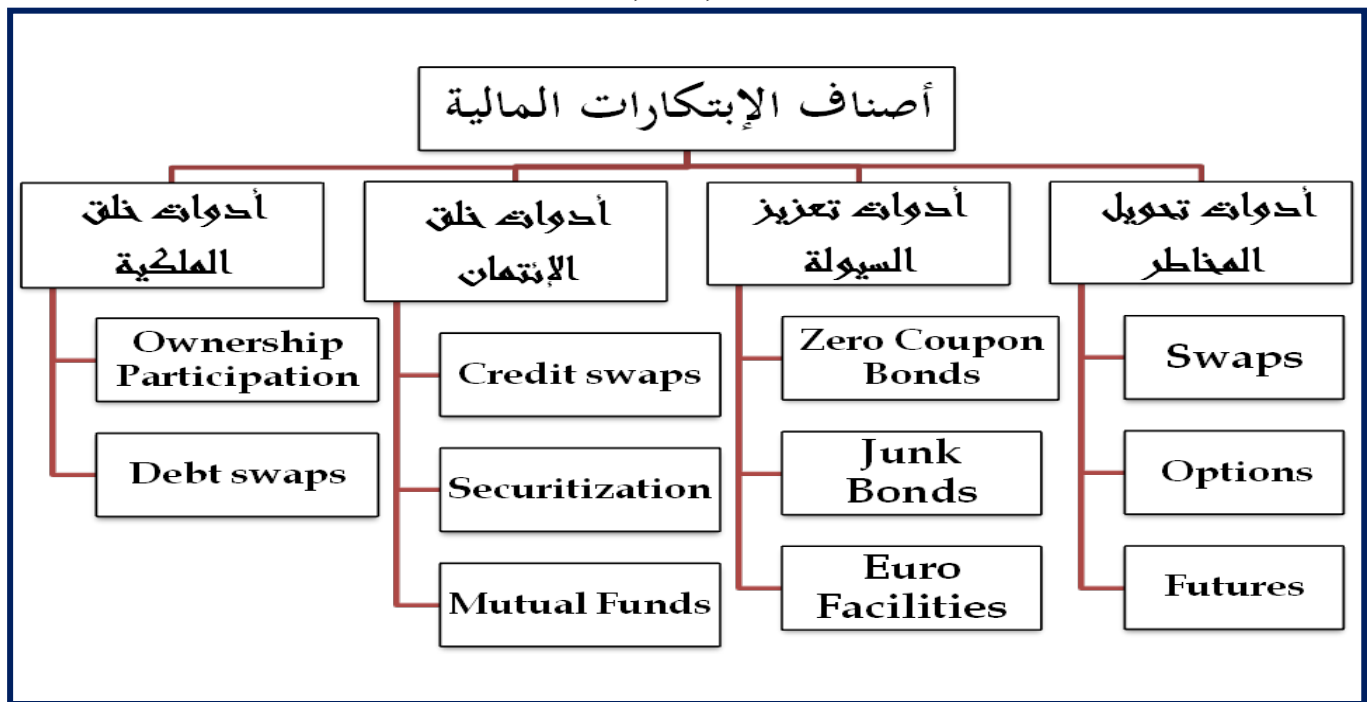 أصناف الإبتكارات المالية
أدوات تحويل
المخاطر
Swaps
Options
Futures
أدوات تعزيز
السيولة
Zero Coupon
Bonds
Junk
Bonds
Euro
Facilities
أدوات خلق
الإئتمان
Credit swaps
Securitization
Mutual Funds
أدوات خلق
الملكية
Ownership
Participation
Debt swaps